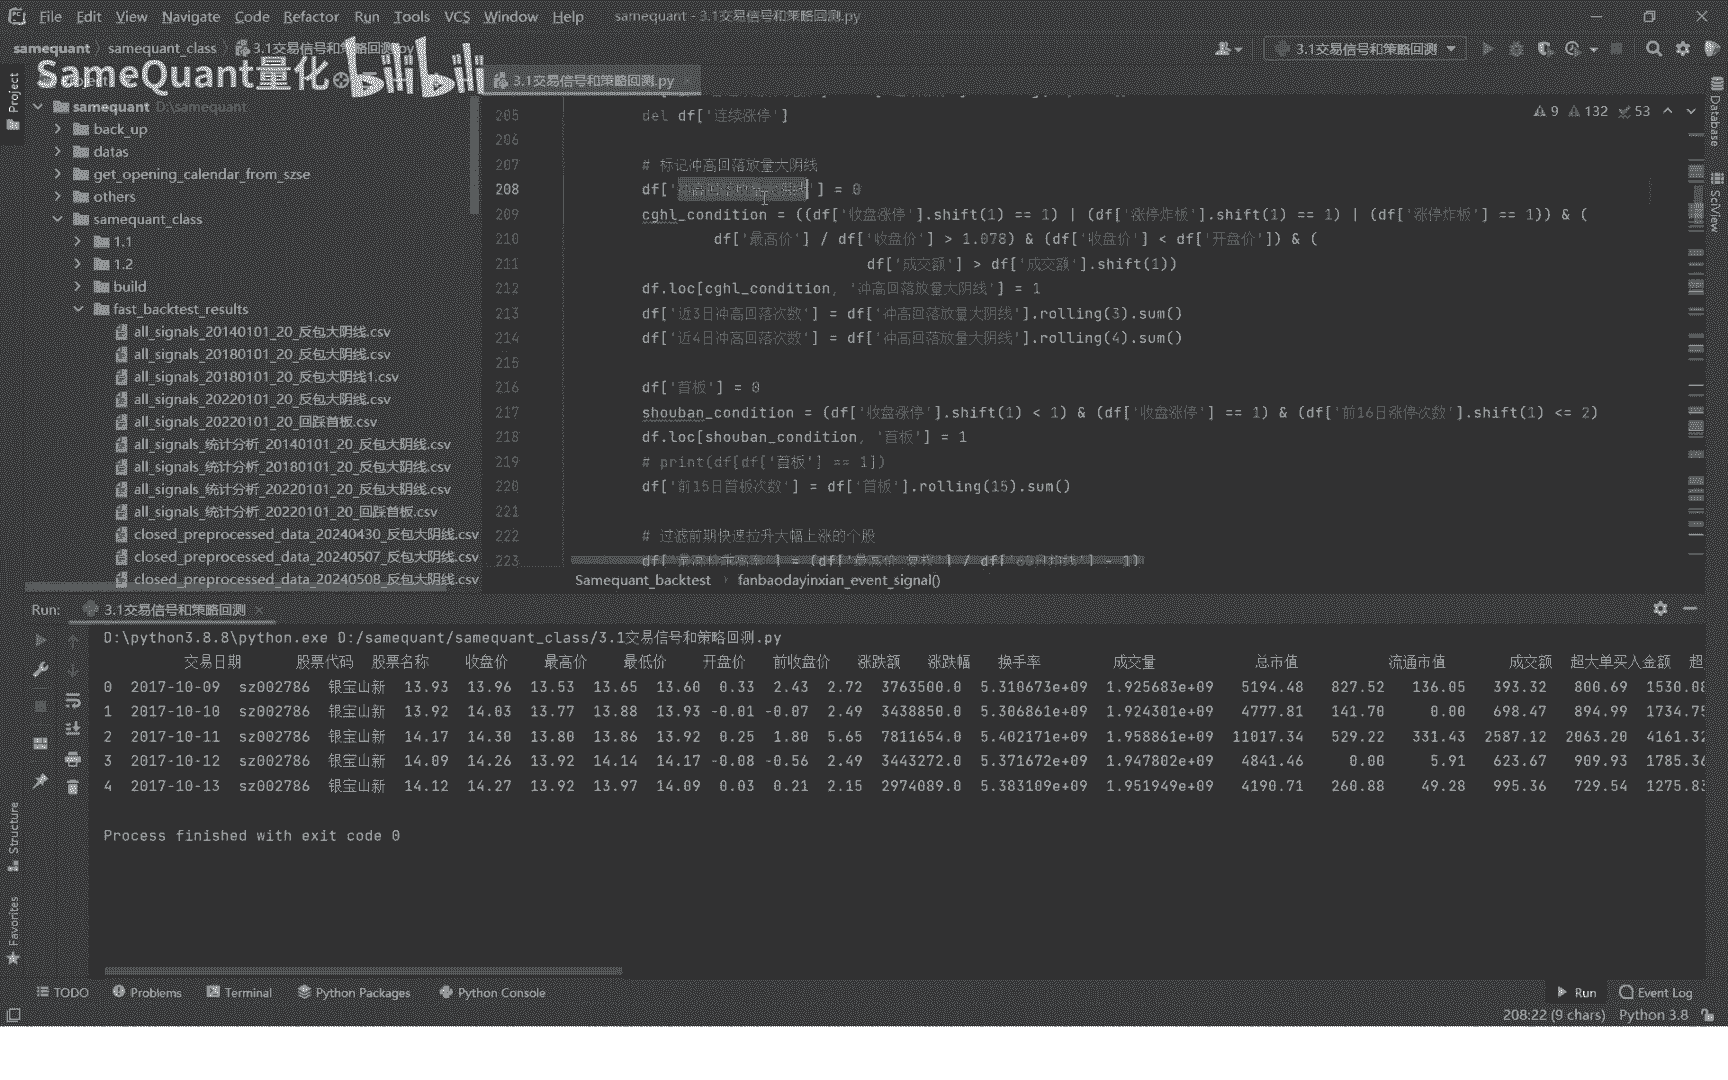 File Edit View Navigate Code Refactor Run Tools VCS Window Help samequant - 3.1交易信号和策略回测.py
samequant samequant_class 3.1交易信号和策略回测.py
3.1交易信号和策略回测
SameQuant量化 bilibili
Project
3.1交易信号和策略回测.py
samequant D:\samequant
back_up
datas
get_opening_calendar_from_szse
others
samequant_class
1.1
1.2
build
fast_backtest_results
all_signals_20140101_20_反包大阴线.csv
all_signals_20180101_20_反包大阴线.csv
all_signals_20180101_20_反包大阴线1.csv
all_signals_20220101_20_反包大阴线.csv
all_signals_20220101_20_回踩首板.csv
all_signals_统计分析_20140101_20_反包大阴线.csv
all_signals_统计分析_20180101_20_反包大阴线.csv
all_signals_统计分析_20220101_20_反包大阴线.csv
all_signals_统计分析_20220101_20_回踩首板.csv
closed_preprocessed_data_20240430_反包大阴线.csv
closed_preprocessed_data_20240507_反包大阴线.csv
closed_preprocessed_data_20240508_反包大阴线.csv
9 132 53
205 del df['连续涨停']
206
207 # 标记冲高回落放量大阴线
208 df['冲高回落放量大阴线'] = 0
209 cghl_condition = ((df['收盘涨停'].shift(1) == 1) | (df['涨停炸板'].shift(1) == 1) | (df['涨停炸板'] == 1)) & (
210 df['最高价'] / df['收盘价'] > 1.078) & (df['收盘价'] < df['开盘价']) & (
211 df['成交额'] > df['成交额'].shift(1))
212 df.loc[cghl_condition, '冲高回落放量大阴线'] = 1
213 df['近3日冲高回落次数'] = df['冲高回落放量大阴线'].rolling(3).sum()
214 df['近4日冲高回落次数'] = df['冲高回落放量大阴线'].rolling(4).sum()
215
216 df['首板'] = 0
217 shouban_condition = (df['收盘涨停'].shift(1) < 1) & (df['收盘涨停'] == 1) & (df['前16日涨停次数'].shift(1) <= 2)
218 df.loc[shouban_condition, '首板'] = 1
219 # print(df[df['首板'] == 1])
220 df['前15日首板次数'] = df['首板'].rolling(15).sum()
221
222 # 过滤前期快速拉升大幅上涨的个股
223
Samequant_backtest fanbaodayinxian_event_signal()
Database
SciView
Run: 3.1交易信号和策略回测
D:\python3.8.8\python.exe D:/samequant/samequant_class/3.1交易信号和策略回测.py
交易日期 股票代码 股票名称 收盘价 最高价 最低价 开盘价 前收盘价 涨跌额 涨跌幅 换手率 成交量 总市值 流通市值 成交额 超大单买入金额 超
0 2017-10-09 sz002786 银宝山新 13.93 13.96 13.53 13.65 13.60 0.33 2.43 2.72 3763500.0 5.310673e+09 1.925683e+09 5194.48 827.52 136.05 393.32 800.69 1530.08
1 2017-10-10 sz002786 银宝山新 13.92 14.03 13.77 13.88 13.93 -0.01 -0.07 2.49 3438850.0 5.306861e+09 1.924301e+09 4777.81 141.70 0.00 698.47 894.99 1734.75
2 2017-10-11 sz002786 银宝山新 14.17 14.30 13.80 13.86 13.92 0.25 1.80 5.65 7811654.0 5.402171e+09 1.958861e+09 11017.34 529.22 331.43 2587.12 2063.20 4161.32
3 2017-10-12 sz002786 银宝山新 14.09 14.26 13.92 14.14 14.17 -0.08 -0.56 2.49 3443272.0 5.371672e+09 1.947802e+09 4841.46 0.00 5.91 623.67 909.93 1785.36
4 2017-10-13 sz002786 银宝山新 14.12 14.27 13.92 13.97 14.09 0.03 0.21 2.15 2974089.0 5.383109e+09 1.951949e+09 4190.71 260.88 49.28 995.36 729.54 1275.83
Process finished with exit code 0
Structure
Favorites
TODO Problems Terminal Python Packages Python Console Run Event Log
208:22 (9 chars) Python 3.8